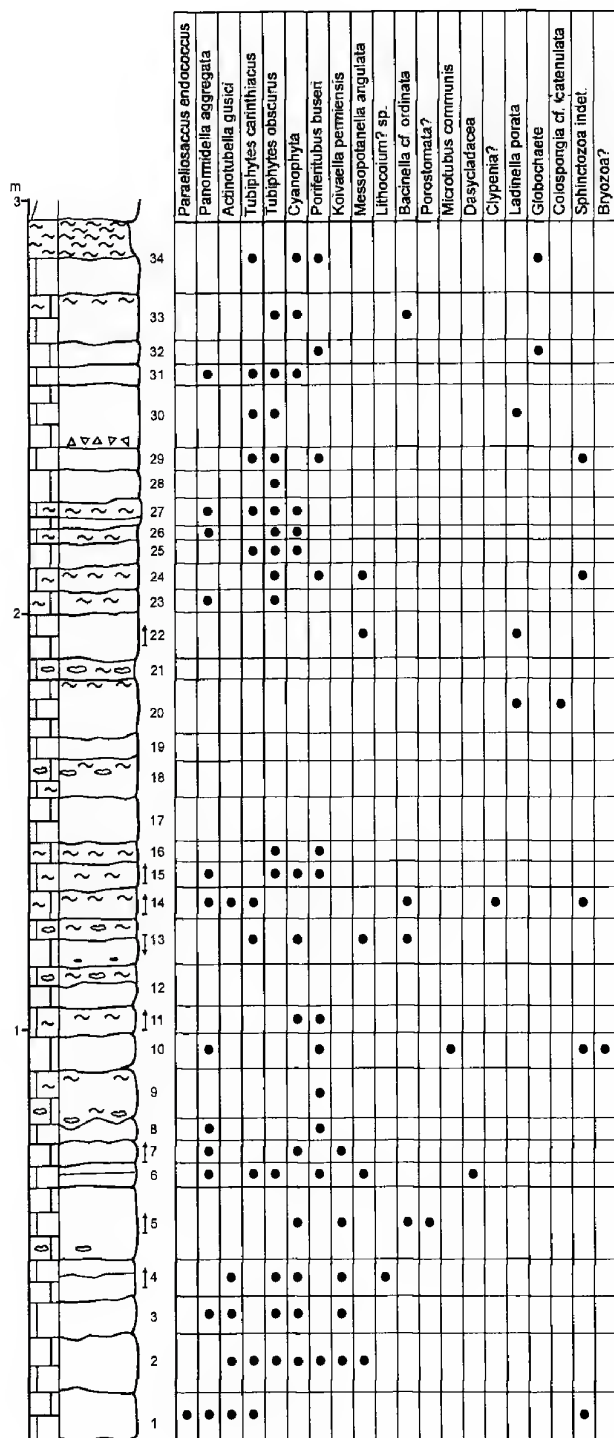 Paraeliosaccus endococcus
Panormidella aggregata
Actinotubella gusici
Tubiphytes carinthiacus
Tubiphytes obscurus
Cyanophyta
Poriferitubus buseri
Koivaella permiensis
Messopotanella angulata
Lithocoium? sp.
Bacinella cf ordinata
Porostomata?
Microtubus communis
Dasycladacea
Clypenia?
Ladinella porata
Globochaete
Colospongia cf. catenulata
Sphinctozoa indet.
Bryozoa?
m
3
34
33
32
31
30
29
28
27
26
25
24
23
2
22
21
20
19
18
17
16
15
14
13
12
11
1
10
9
8
7
6
5
4
3
2
1